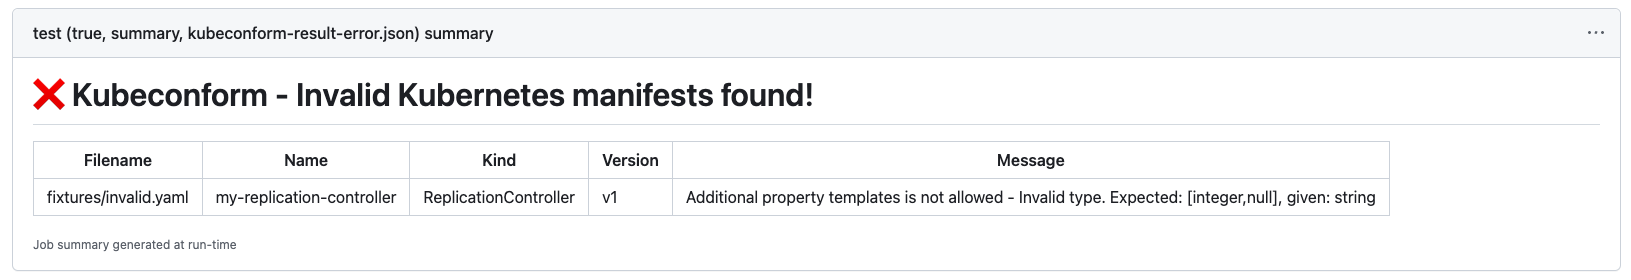 test (true, summary, kubeconform-result-error.json) summary
❌ Kubeconform - Invalid Kubernetes manifests found!
Filename Name Kind Version Message
fixtures/invalid.yaml my-replication-controller ReplicationController v1 Additional property templates is not allowed - Invalid type. Expected: [integer,null], given: string
Job summary generated at run-time